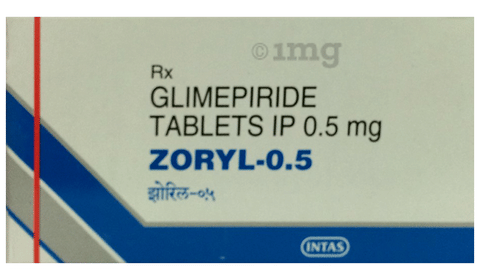 ©1mg
Rx
GLIMEPIRIDE
TABLETS IP 0.5 mg
ZORYL-0.5
झोरिल-०.५
INTAS